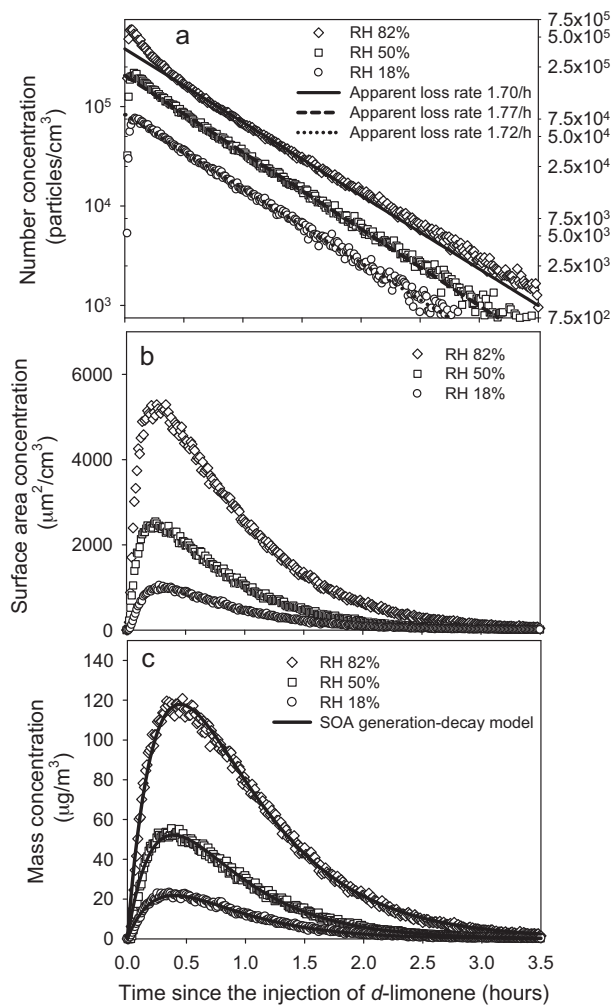 a
RH 82%
RH 50%
RH 18%
Apparent loss rate 1.70/h
Apparent loss rate 1.77/h
Apparent loss rate 1.72/h
Number concentration
(particles/cm³)
10⁵
10⁴
10³
7.5x10⁵
5.0x10⁵
2.5x10⁵
7.5x10⁴
5.0x10⁴
2.5x10⁴
7.5x10³
5.0x10³
2.5x10³
7.5x10²
b
RH 82%
RH 50%
RH 18%
Surface area concentration
(μm²/cm³)
6000
4000
2000
0
c
RH 82%
RH 50%
RH 18%
SOA generation-decay model
Mass concentration
(μg/m³)
140
120
100
80
60
40
20
0
0.0 0.5 1.0 1.5 2.0 2.5 3.0 3.5
Time since the injection of d-limonene (hours)